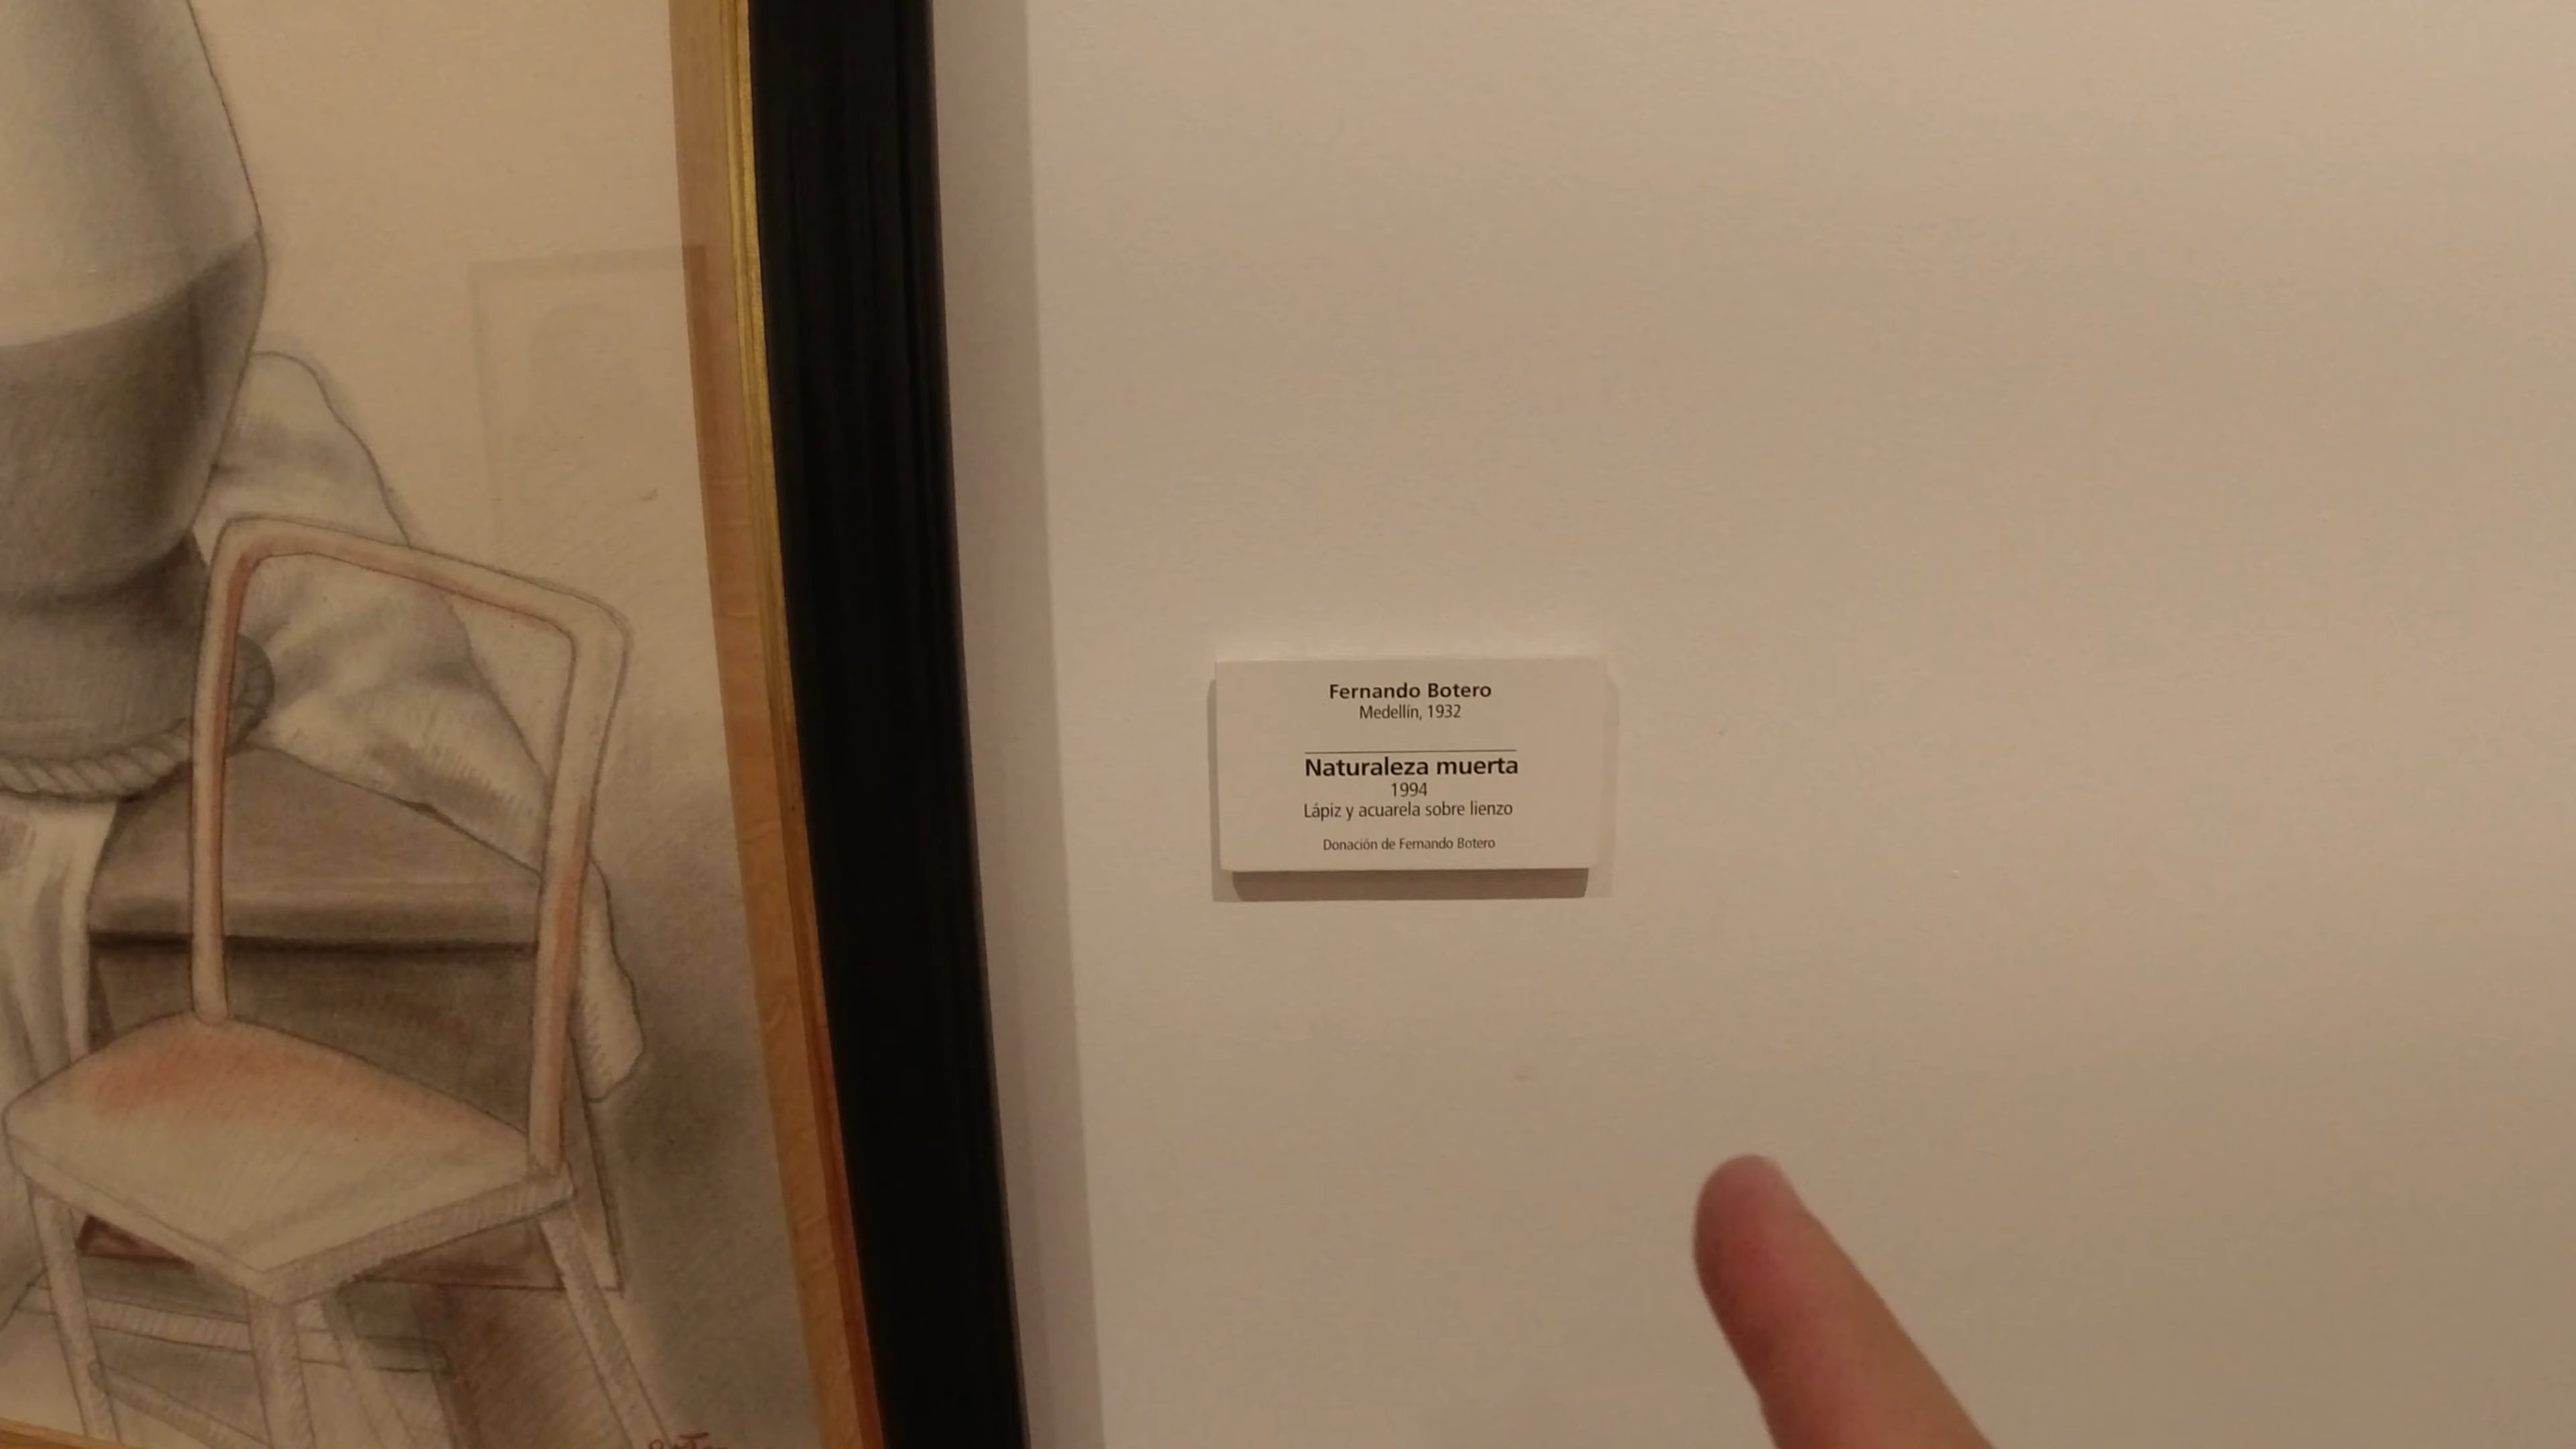 Fernando Botero
Medellín, 1932
Naturaleza muerta
1994
Lápiz y acuarela sobre lienzo
Donación de Fernando Botero